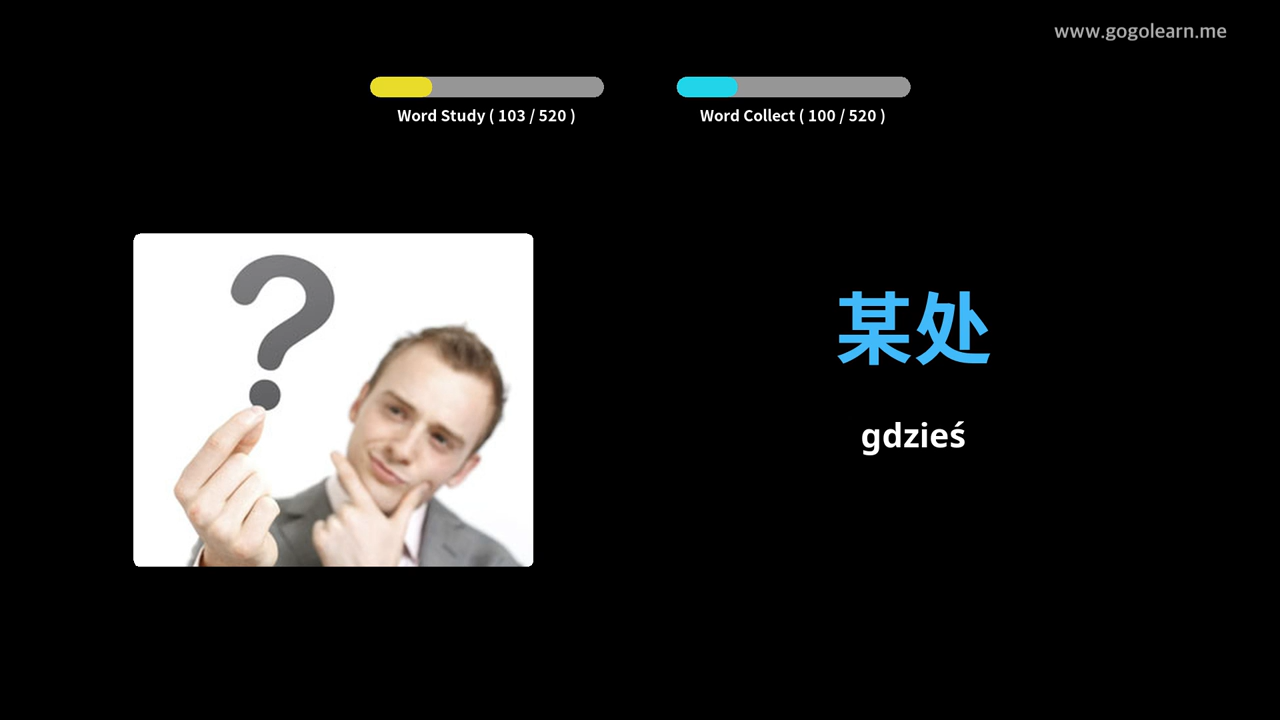 www.gogolearn.me
Word Study ( 103 / 520 )
Word Collect ( 100 / 520 )
?
某处
gdzieś